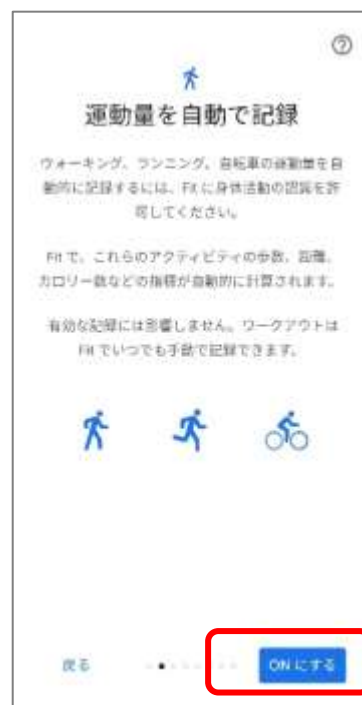 運動量を自動で記録
ウォーキング、ランニング、自転車の運動量を自
動的に記録するには、Fit に身体活動の認識を許
可してください。
Fit で、これらのアクティビティの歩数、距離、
カロリー数などの指標が自動的に計算されます。
有効な記録には影響しません。ワークアウトは
Fit でいつでも手動で記録できます。
戻る
ON にする